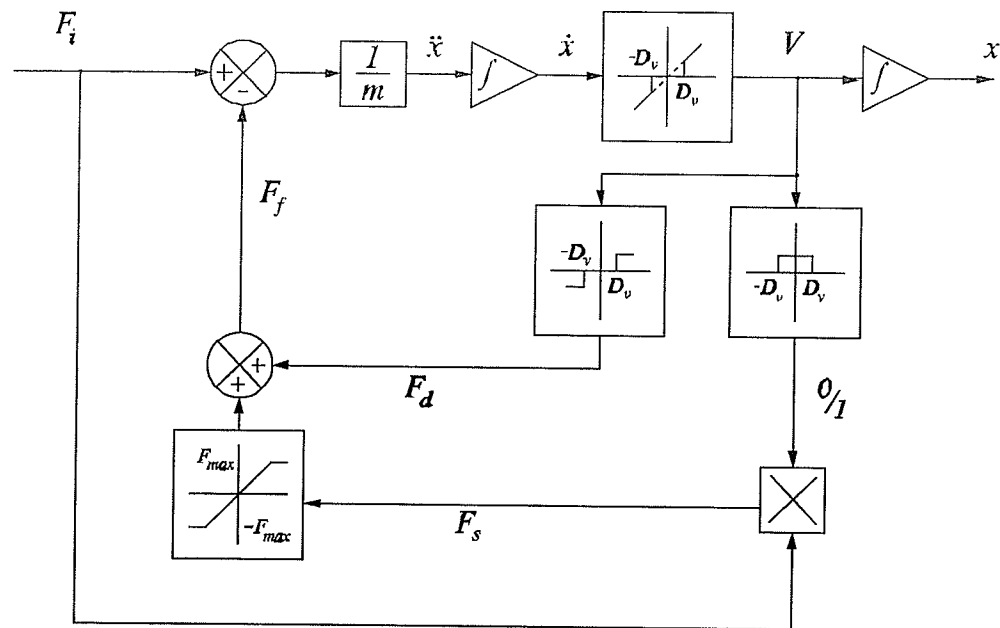 F_i
+
-
1/m
ẍ
∫
ẋ
-D_v
D_v
V
∫
x
F_f
-D_v
D_v
-D_v D_v
+
+
F_d
0/1
F_max
-F_max
F_s